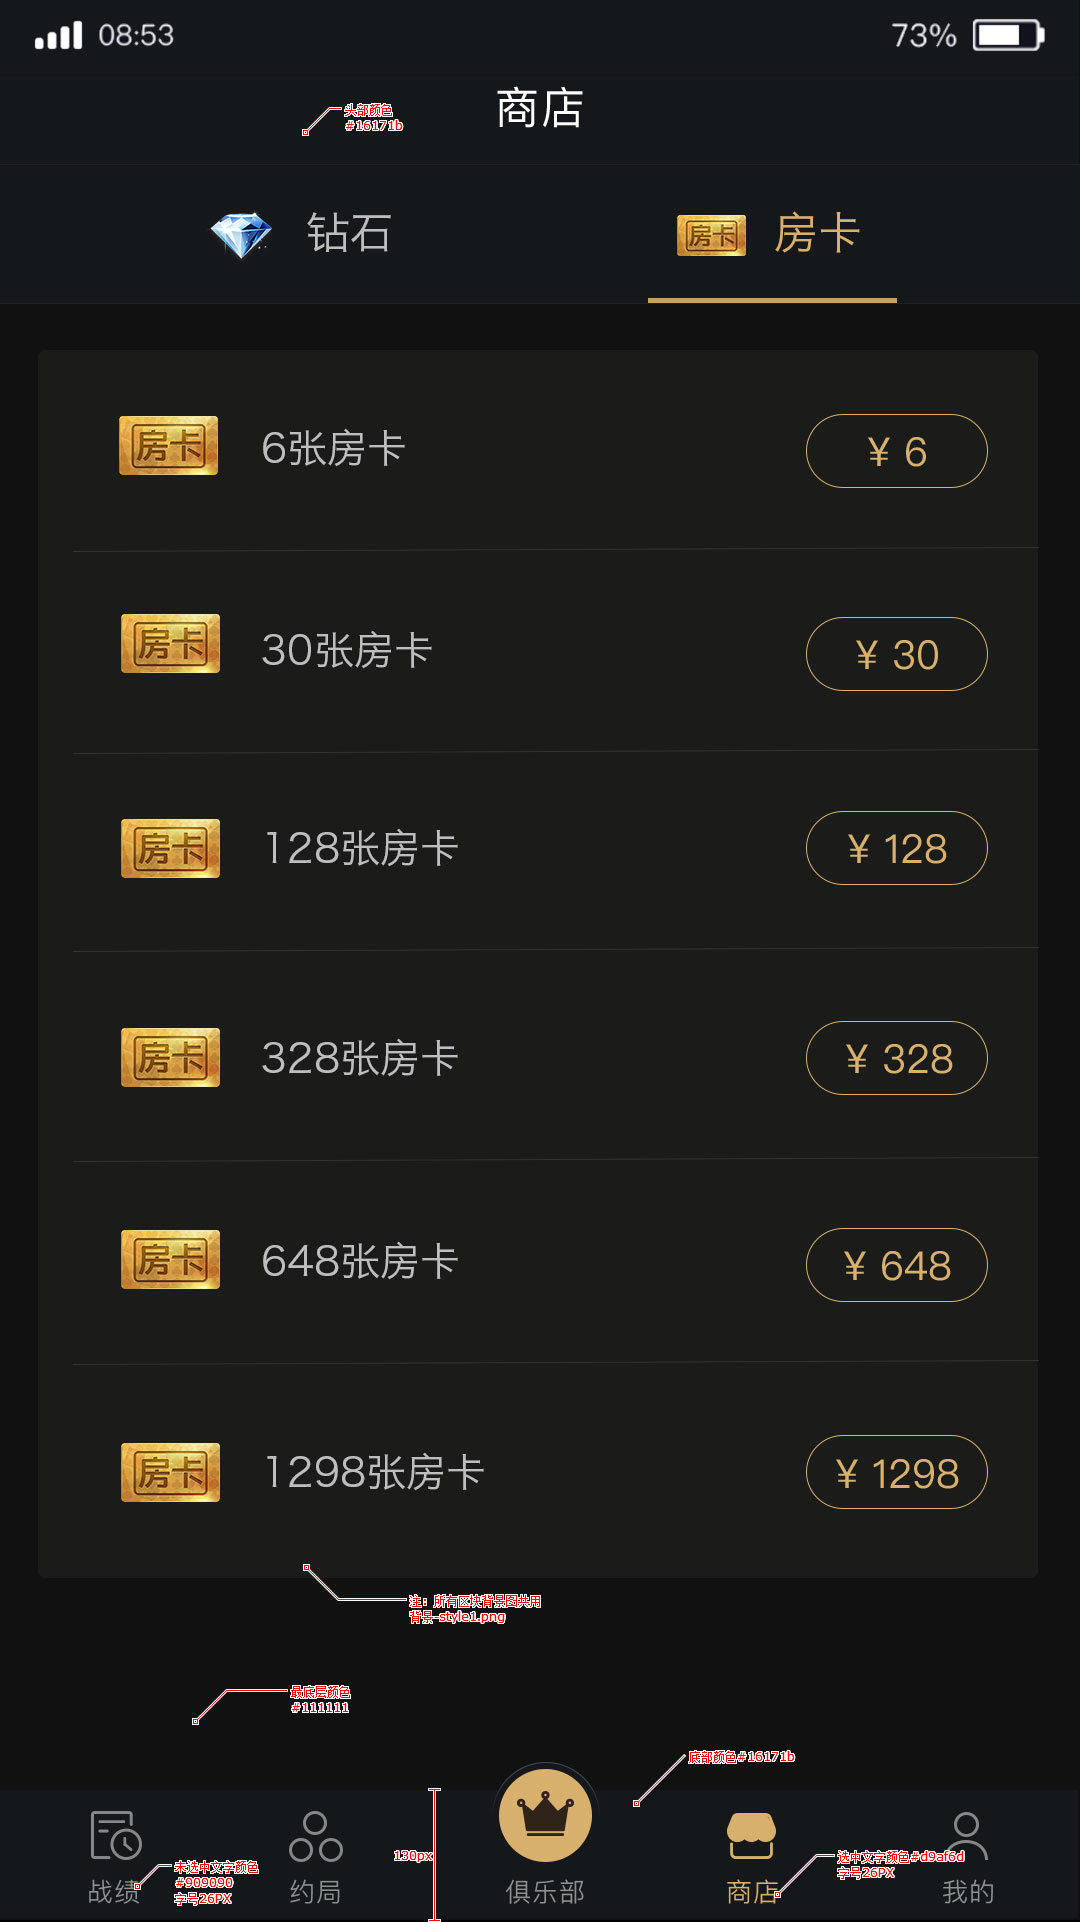 08:53
73%
商店
头部颜色
#16171b
钻石
房卡
房卡
房卡
6张房卡
¥ 6
房卡
30张房卡
¥ 30
房卡
128张房卡
¥ 128
房卡
328张房卡
¥ 328
房卡
648张房卡
¥ 648
房卡
1298张房卡
¥ 1298
注：所有区块背景图共用
背景-style1.png
最底层颜色
#111111
底部颜色#16171b
130px
未选中文字颜色
#909090
字号26PX
选中文字颜色#d9af6d
字号26PX
战绩
约局
俱乐部
商店
我的